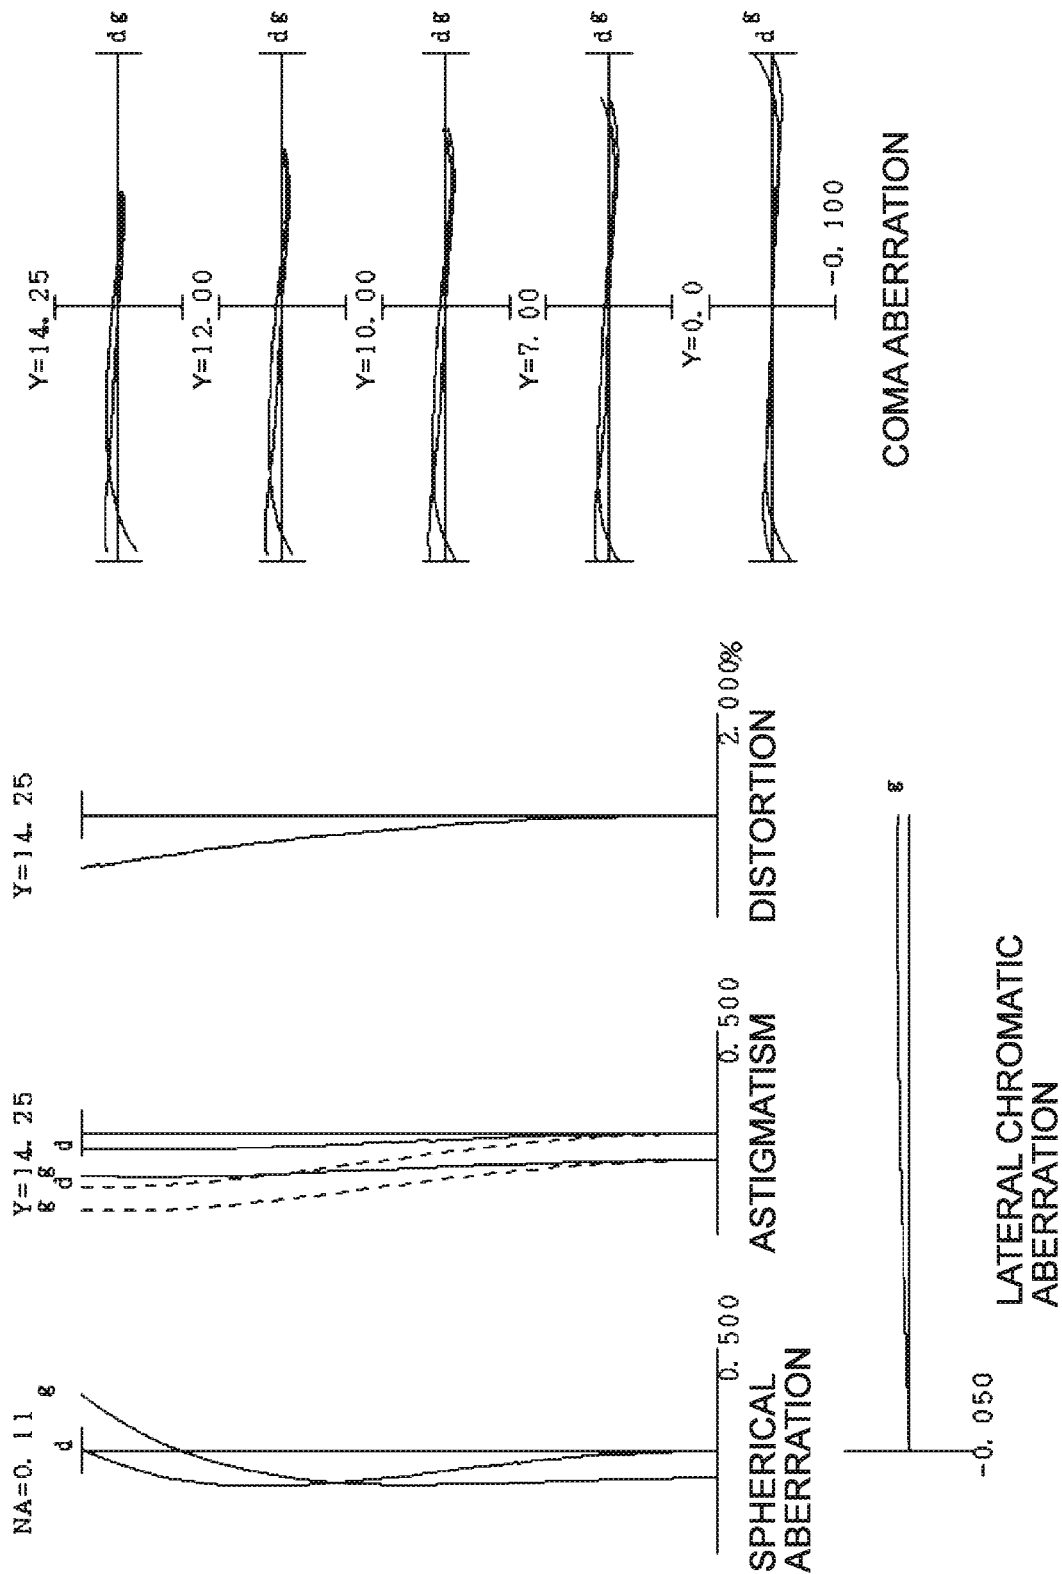 NA=0. 11
d
g
0. 500
SPHERICAL
ABERRATION
Y=14. 25
g
d
g
d
0. 500
ASTIGMATISM
Y=14. 25
2. 000%
DISTORTION
-0. 050
g
LATERAL CHROMATIC
ABERRATION
Y=14. 25
d g
Y=12. 00
d g
Y=10. 00
d g
Y=7. 00
d g
Y=0. 0
d g
-0. 100
COMA ABERRATION